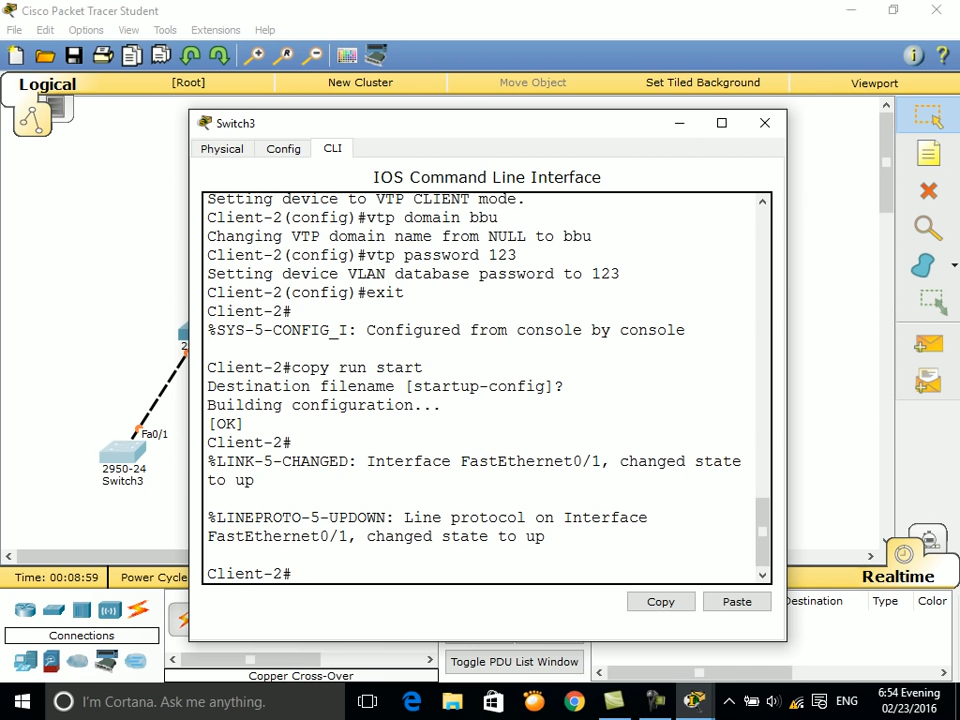 Cisco Packet Tracer Student
File Edit Options View Tools Extensions Help
Logical [Root] New Cluster Move Object Set Tiled Background Viewport
Switch3
Physical Config CLI
IOS Command Line Interface
Setting device to VTP CLIENT mode.
Client-2(config)#vtp domain bbu
Changing VTP domain name from NULL to bbu
Client-2(config)#vtp password 123
Setting device VLAN database password to 123
Client-2(config)#exit
Client-2#
%SYS-5-CONFIG_I: Configured from console by console
Client-2#copy run start
Destination filename [startup-config]?
Building configuration...
[OK]
Client-2#
%LINK-5-CHANGED: Interface FastEthernet0/1, changed state
to up
%LINEPROTO-5-UPDOWN: Line protocol on Interface
FastEthernet0/1, changed state to up
Client-2#
Copy Paste
Fa0/1
2950-24
Switch3
Time: 00:08:59 Power Cycle
Realtime
Destination Type Color
Connections
Copper Cross-Over
Toggle PDU List Window
I'm Cortana. Ask me anything.
ENG
6:54 Evening
02/23/2016